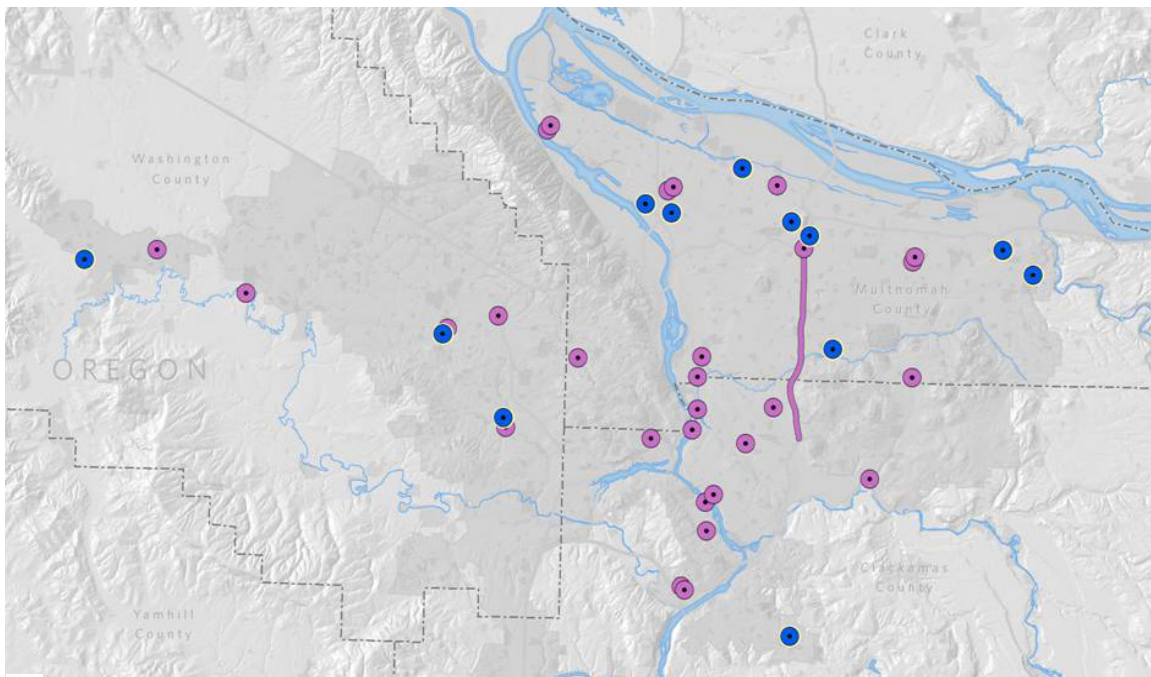 Clark
County
Washington
County
Multnomah
County
OREGON
Clackamas
County
Yamhill
County